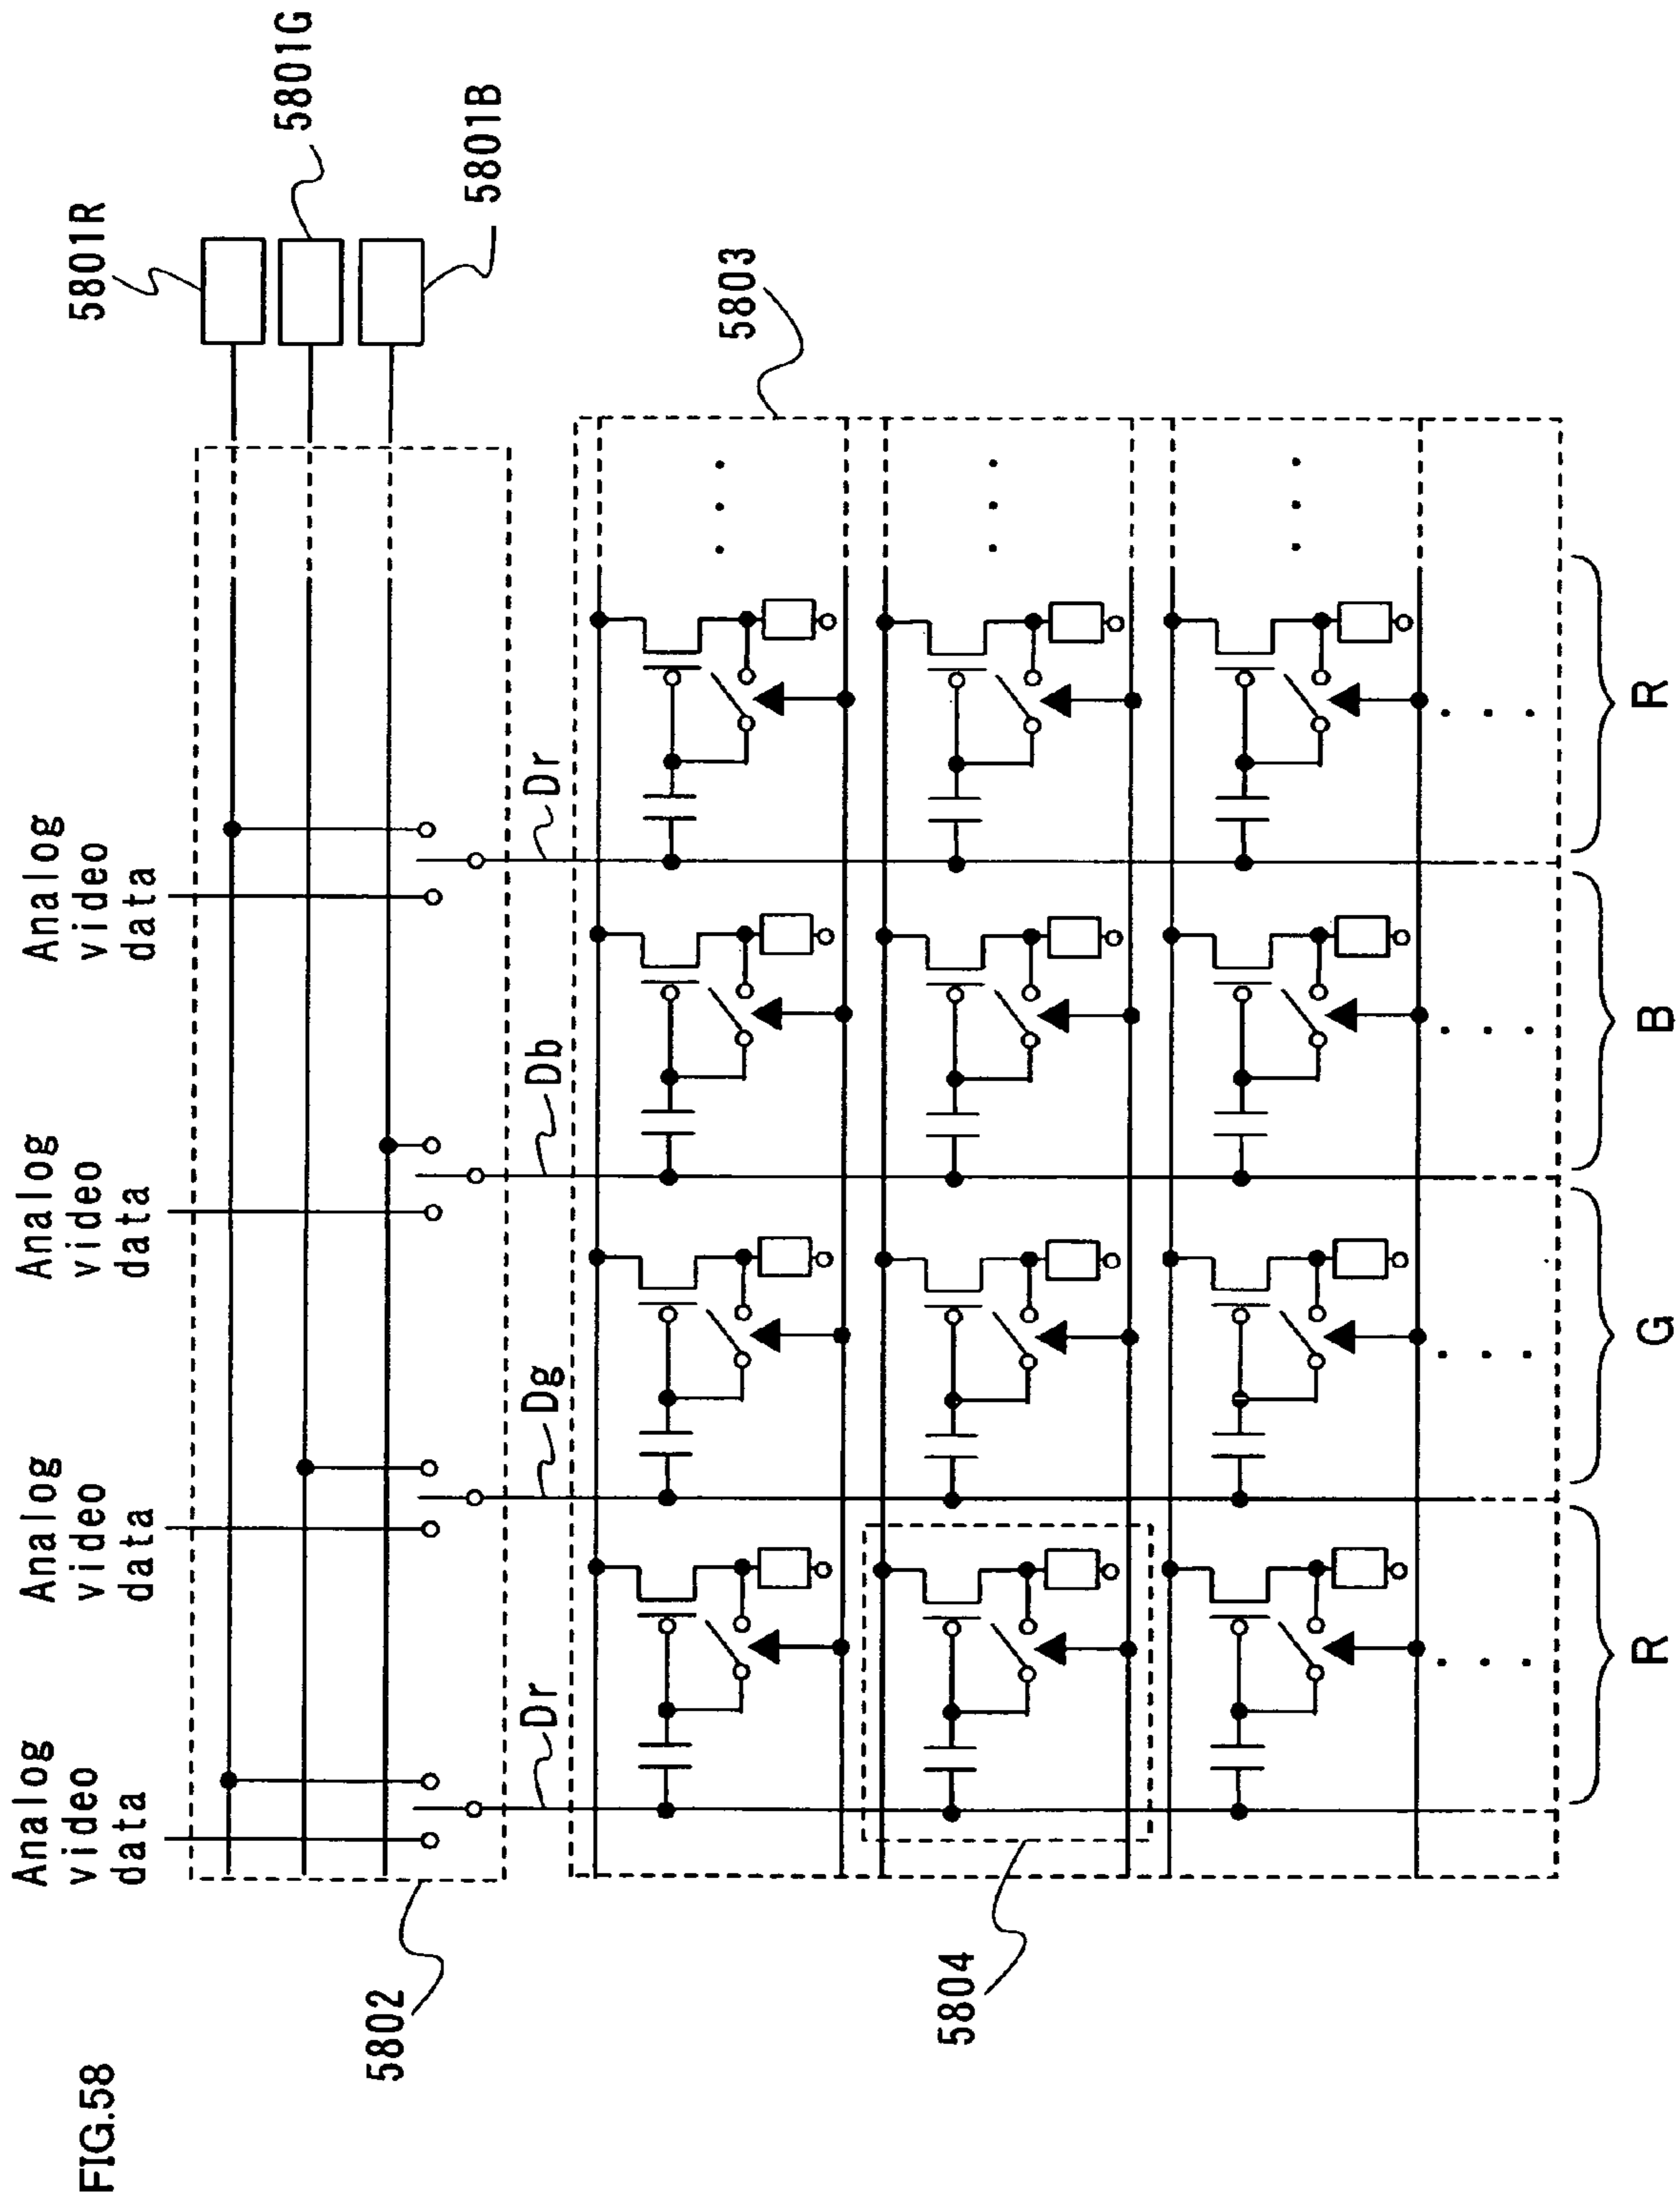 FIG.58
Analog
video
data
Analog
video
data
Analog
video
data
Analog
video
data
5801R
5801G
5801B
5802
Dr
Dg
Db
Dr
5803
5804
R
G
B
R